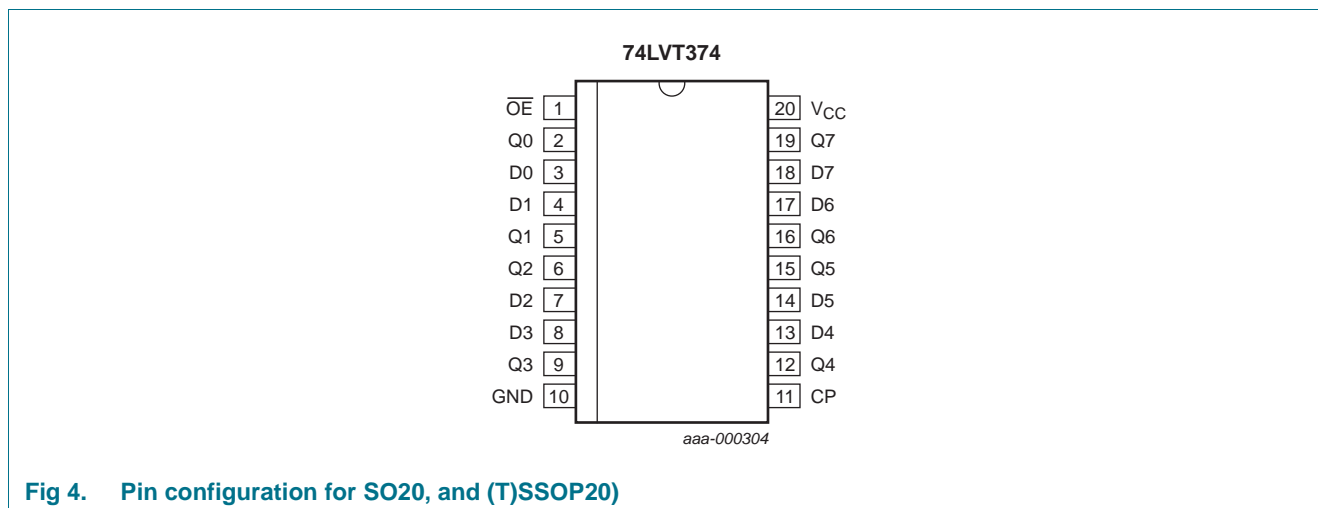 74LVT374
O̅E̅ 1 20 VCC
Q0 2 19 Q7
D0 3 18 D7
D1 4 17 D6
Q1 5 16 Q6
Q2 6 15 Q5
D2 7 14 D5
D3 8 13 D4
Q3 9 12 Q4
GND 10 11 CP
aaa-000304
Fig 4. Pin configuration for SO20, and (T)SSOP20)